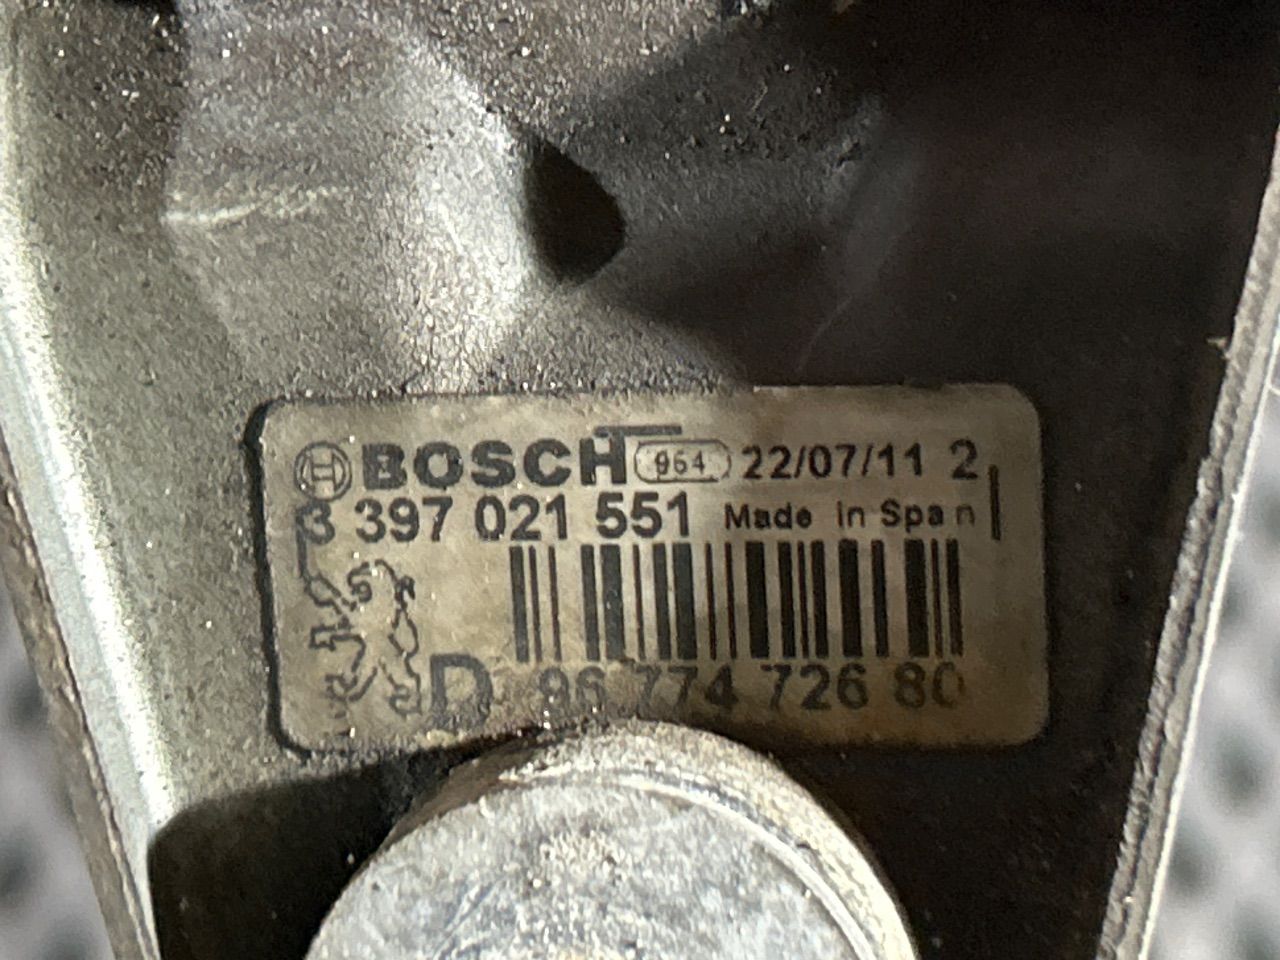 BOSCH 964 22/07/11 2
3 397 021 551 Made in Spain
D 96 774 726 80